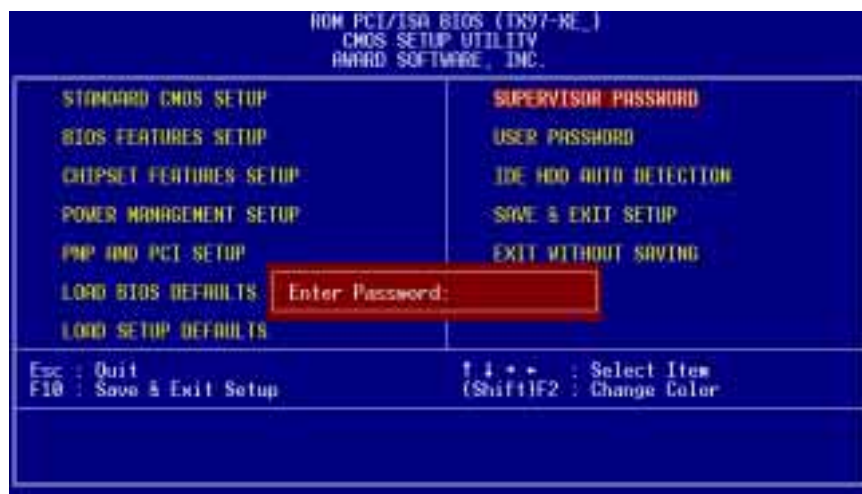 ROM PCI/ISA BIOS (TX97-XE_)
CMOS SETUP UTILITY
AWARD SOFTWARE, INC.
STANDARD CMOS SETUP
BIOS FEATURES SETUP
CHIPSET FEATURES SETUP
POWER MANAGEMENT SETUP
PNP AND PCI SETUP
LOAD BIOS DEFAULTS
LOAD SETUP DEFAULTS
SUPERVISOR PASSWORD
USER PASSWORD
IDE HDD AUTO DETECTION
SAVE & EXIT SETUP
EXIT WITHOUT SAVING
Enter Password:
Esc : Quit
F10 : Save & Exit Setup
↑ ↓ → ← : Select Item
(Shift)F2 : Change Color